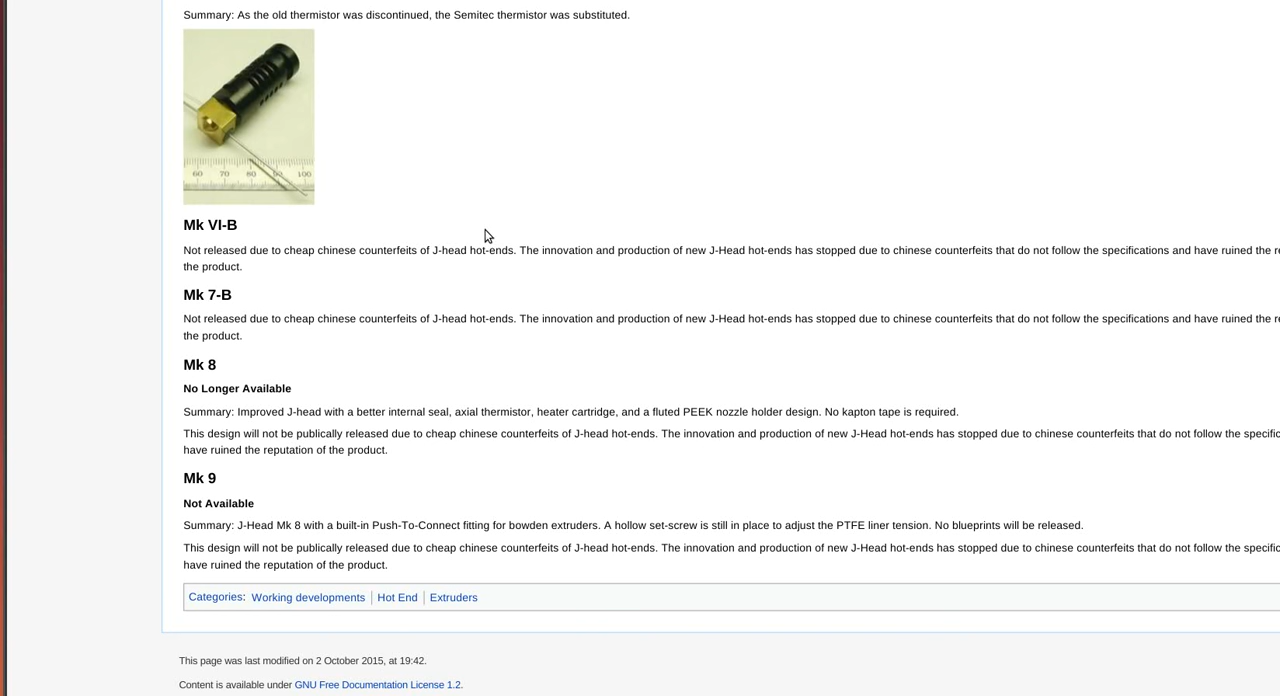 Summary: As the old thermistor was discontinued, the Semitec thermistor was substituted.
60 70 80 90 100
Mk VI-B
Not released due to cheap chinese counterfeits of J-head hot-ends. The innovation and production of new J-Head hot-ends has stopped due to chinese counterfeits that do not follow the specifications and have ruined the
the product.
Mk 7-B
Not released due to cheap chinese counterfeits of J-head hot-ends. The innovation and production of new J-Head hot-ends has stopped due to chinese counterfeits that do not follow the specifications and have ruined the
the product.
Mk 8
No Longer Available
Summary: Improved J-head with a better internal seal, axial thermistor, heater cartridge, and a fluted PEEK nozzle holder design. No kapton tape is required.
This design will not be publically released due to cheap chinese counterfeits of J-head hot-ends. The innovation and production of new J-Head hot-ends has stopped due to chinese counterfeits that do not follow the
have ruined the reputation of the product.
Mk 9
Not Available
Summary: J-Head Mk 8 with a built-in Push-To-Connect fitting for bowden extruders. A hollow set-screw is still in place to adjust the PTFE liner tension. No blueprints will be released.
This design will not be publically released due to cheap chinese counterfeits of J-head hot-ends. The innovation and production of new J-Head hot-ends has stopped due to chinese counterfeits that do not follow the
have ruined the reputation of the product.
Categories: Working developments | Hot End | Extruders
This page was last modified on 2 October 2015, at 19:42.
Content is available under GNU Free Documentation License 1.2.